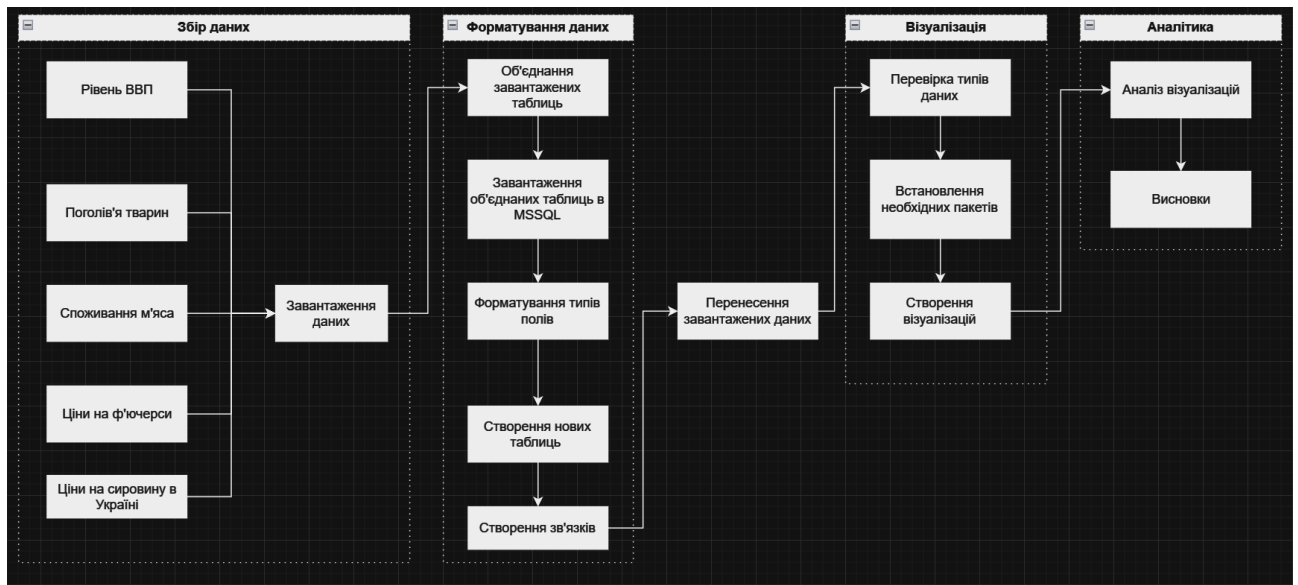 Збір даних
Рівень ВВП
Поголів'я тварин
Споживання м'яса
Ціни на ф'ючерси
Ціни на сировину в
Україні
Завантаження
даних
Форматування даних
Об'єднання
завантажених
таблиць
Завантаження
об'єднаних таблиць в
MSSQL
Форматування типів
полів
Створення нових
таблиць
Створення зв'язків
Перенесення
завантажених даних
Візуалізація
Перевірка типів
даних
Встановлення
необхідних пакетів
Створення
візуалізацій
Аналітика
Аналіз візуалізацій
Висновки